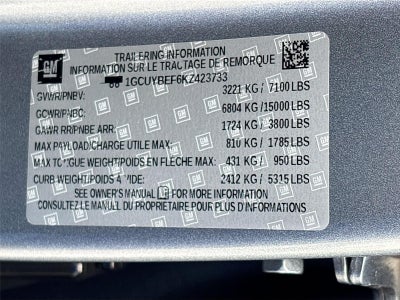 GM
TRAILERING INFORMATION
INFORMATION SUR LE TRACTAGE DE REMORQUE
1GCUYBEF6KZ423733
GVWR/PNBV: 3221 KG / 7100 LBS
GCWR/PNBC: 6804 KG/15000 LBS
GAWR RR/PNBE ARR: 1724 KG / 3800 LBS
MAX PAYLOAD/CHARGE UTILE MAX: 810 KG / 1785 LBS
MAX TONGUE WEIGHT/POIDS EN FLÈCHE MAX: 431 KG / 950 LBS
CURB WEIGHT/POIDS À VIDE: 2412 KG / 5315 LBS
SEE OWNER'S MANUAL FOR MORE INFORMATION
CONSULTEZ LE MANUEL DU PROPRIETAIRE POUR PLUS D'INFORMATIONS